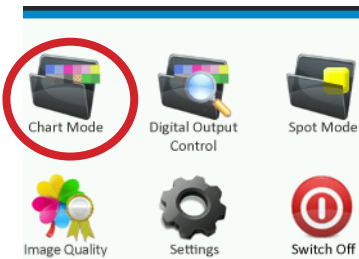 Chart Mode
Digital Output
Control
Spot Mode
Image Quality
Settings
Switch Off